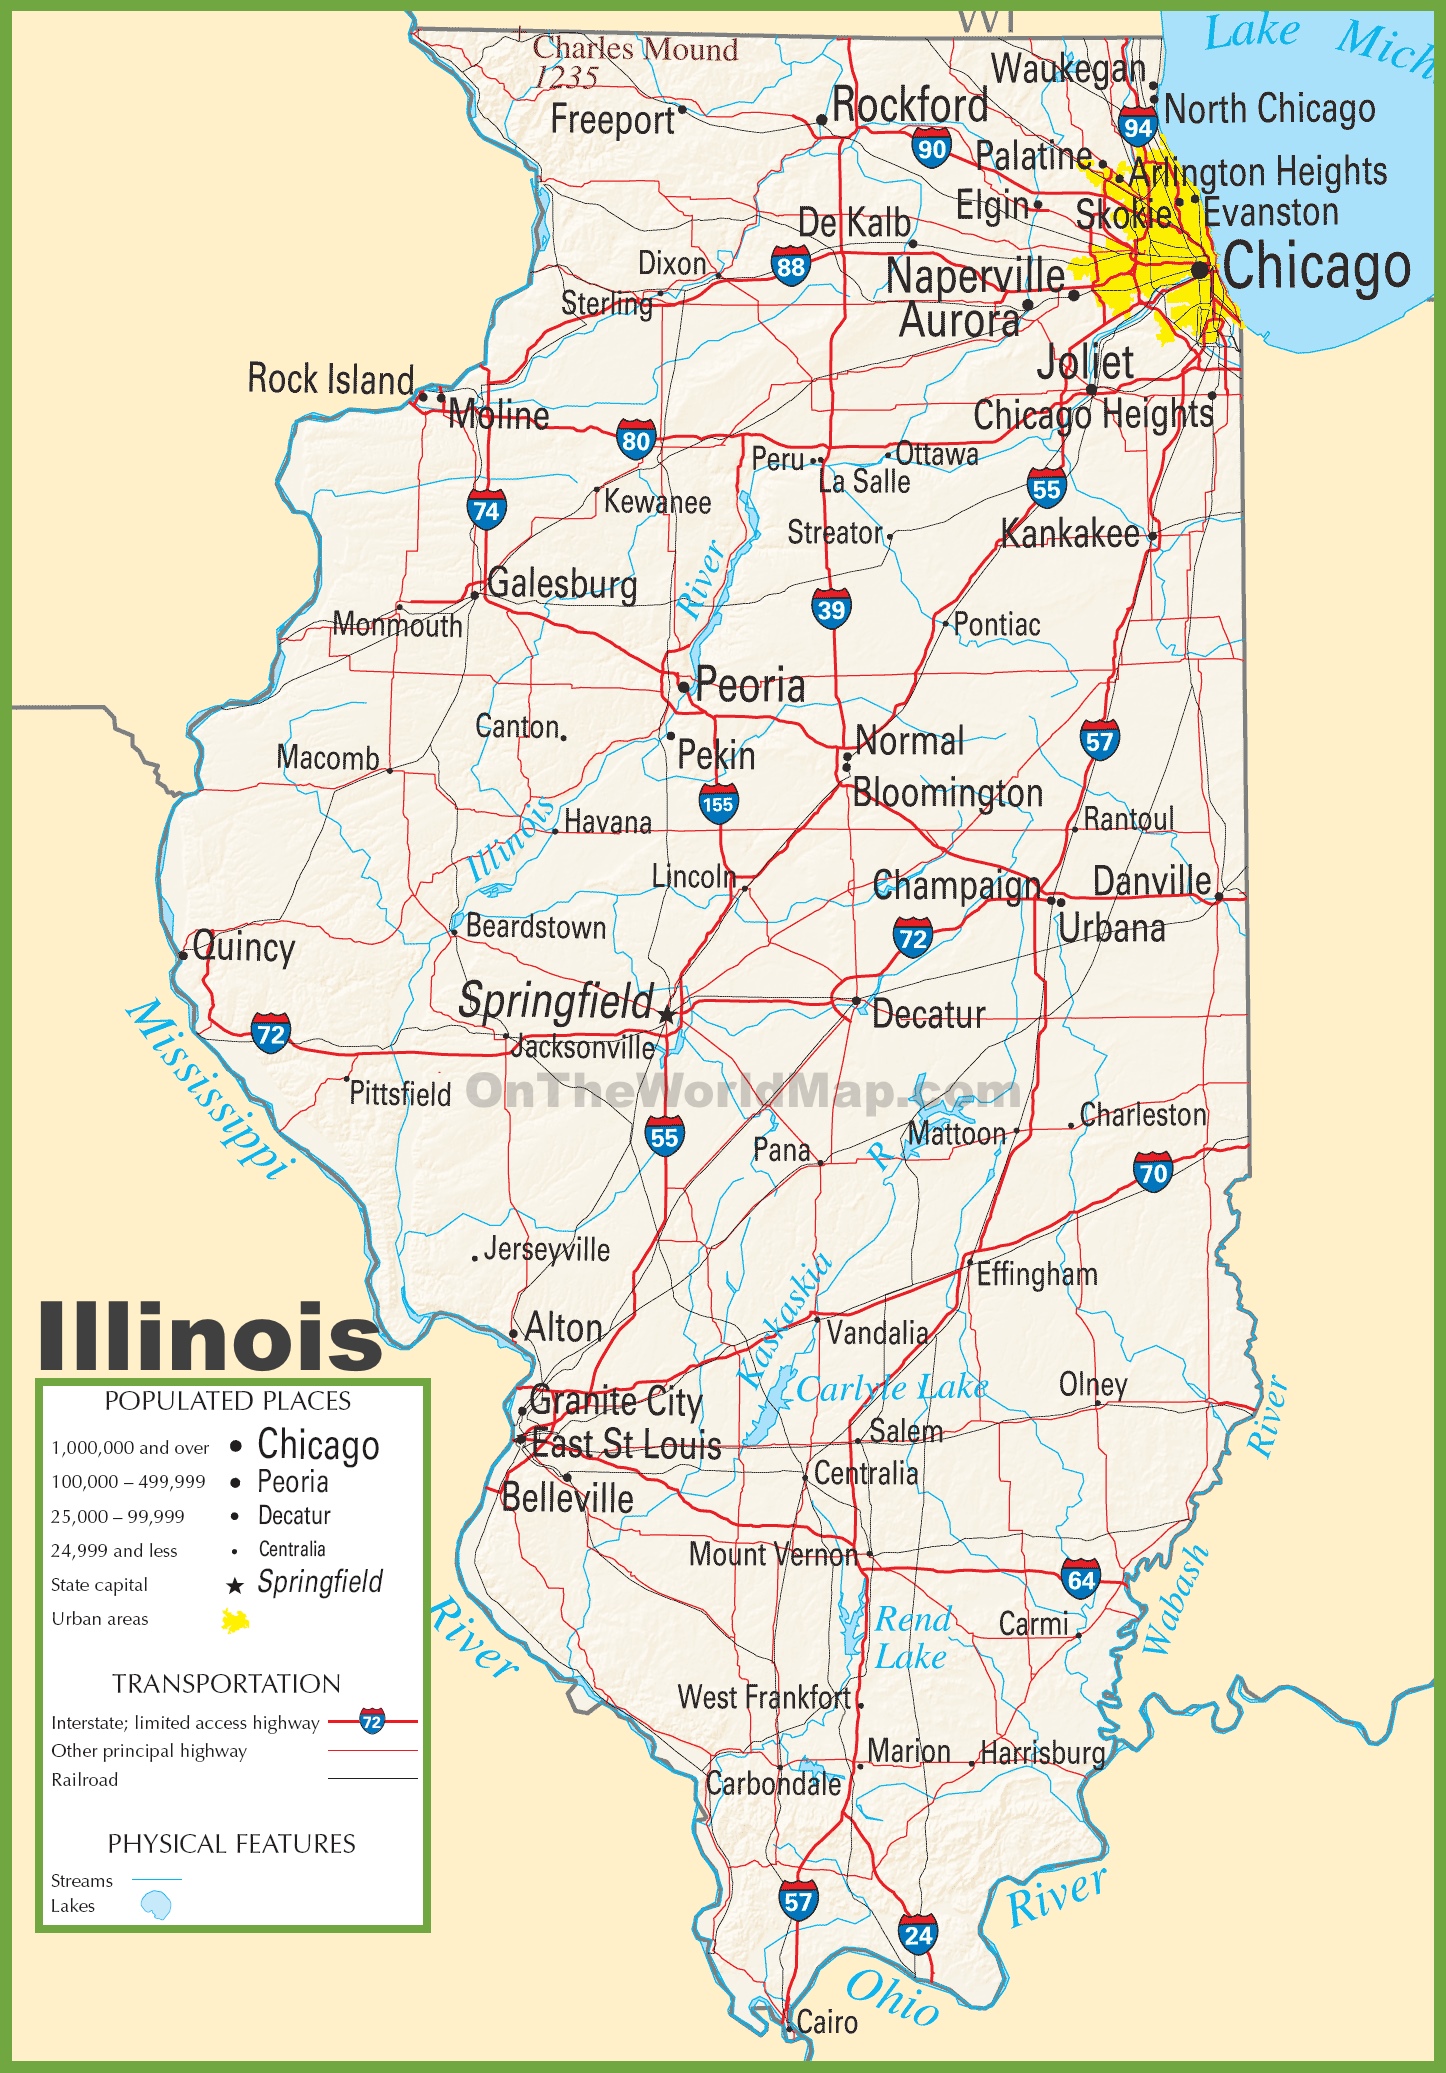 WI
Lake Mich
Charles Mound
1235
Waukegan
Rockford
North Chicago
Freeport
94
90
Palatine
Arlington Heights
Elgin
Skokie
Evanston
De Kalb
Dixon
88
Naperville
Chicago
Sterling
Aurora
Joliet
Rock Island
Moline
Chicago Heights
80
Peru
Ottawa
La Salle
55
74
Kewanee
Streator
Kankakee
Galesburg
River
39
Monmouth
Pontiac
Peoria
Canton
Normal
57
Macomb
Pekin
Bloomington
155
Illinois
Havana
Rantoul
Lincoln
Champaign
Danville
Beardstown
72
Urbana
Quincy
Springfield
Decatur
Mississippi
72
Jacksonville
OnTheWorldMap.com
Pittsfield
Charleston
55
Mattoon
Pana
R
70
Jerseyville
Kaskaskia
Effingham
Alton
Vandalia
Illinois
Carlyle Lake
Olney
Granite City
River
Salem
East St Louis
Centralia
Belleville
Mount Vernon
64
Wabash
River
Rend
Lake
Carmi
West Frankfort
Marion
Harrisburg
Carbondale
57
River
24
Ohio
Cairo
POPULATED PLACES
1,000,000 and over Chicago
100,000 – 499,999 Peoria
25,000 – 99,999 Decatur
24,999 and less Centralia
State capital Springfield
Urban areas
TRANSPORTATION
Interstate; limited access highway 72
Other principal highway
Railroad
PHYSICAL FEATURES
Streams
Lakes